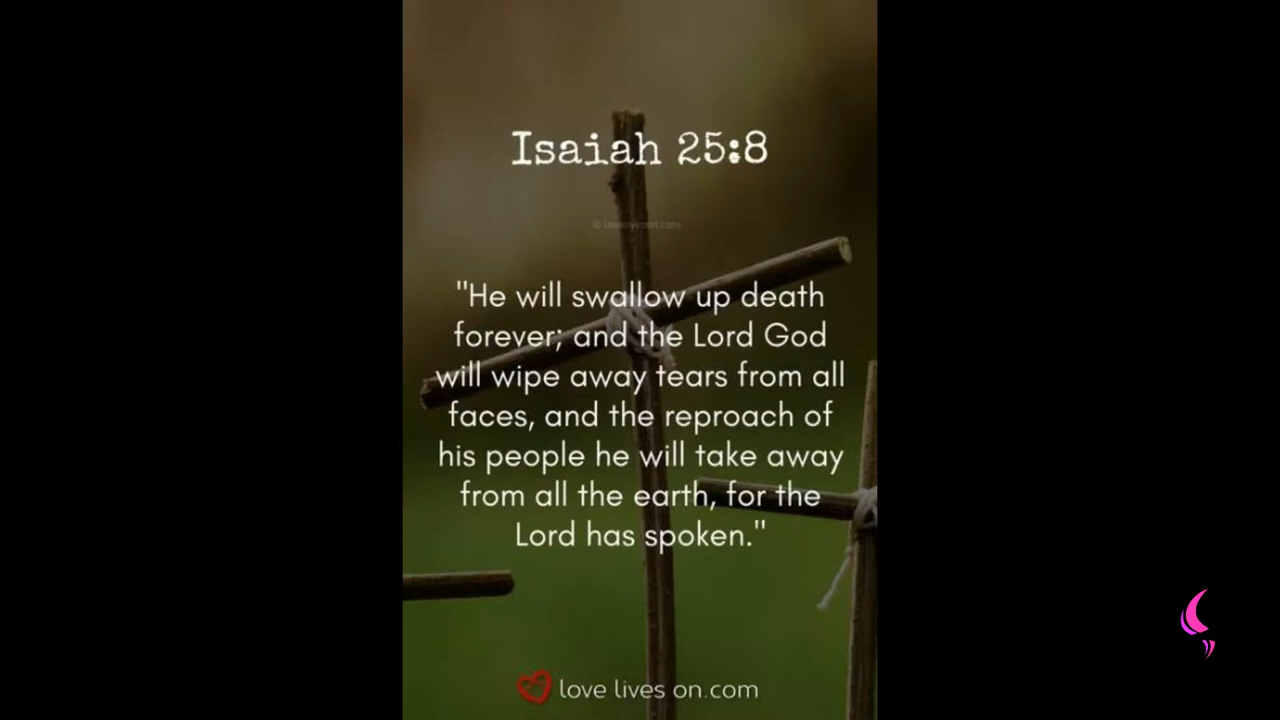 Isaiah 25:8
"He will swallow up death
forever; and the Lord God
will wipe away tears from all
faces, and the reproach of
his people he will take away
from all the earth, for the
Lord has spoken."
love lives on.com